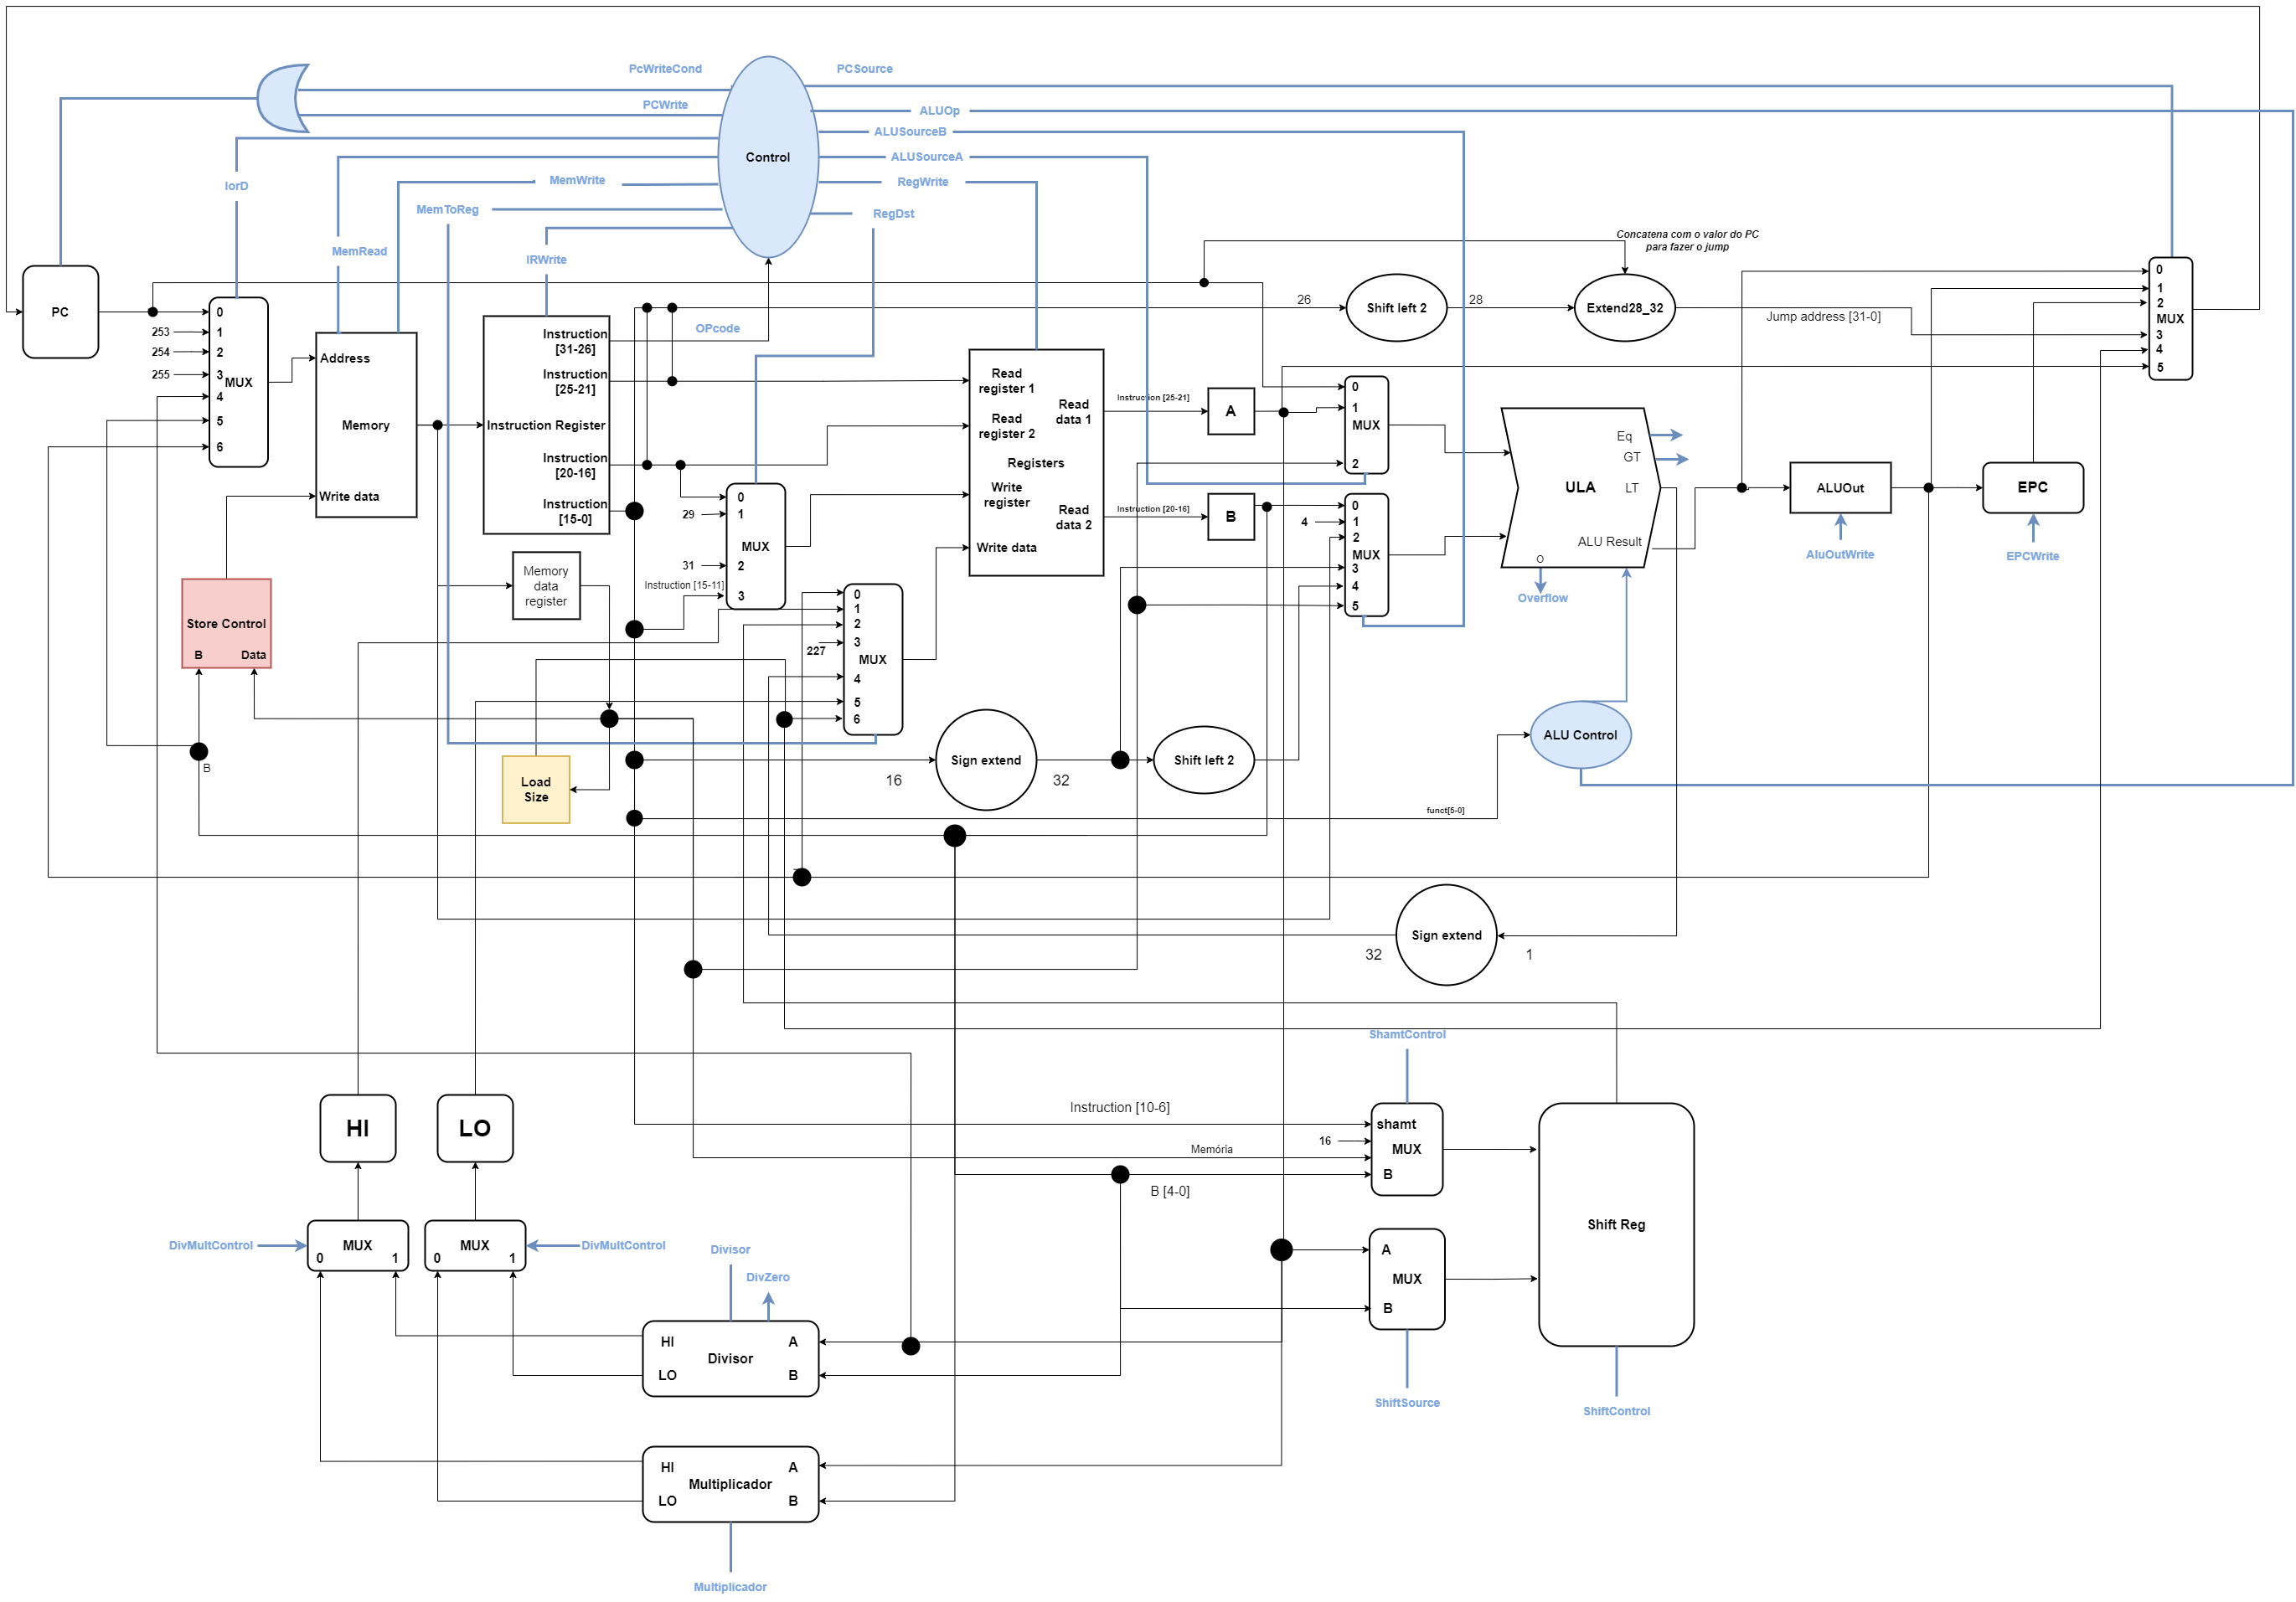 PcWriteCond
PCSource
PCWrite
ALUOp
ALUSourceB
Control
ALUSourceA
IorD
MemWrite
RegWrite
MemToReg
RegDst
MemRead
IRWrite
Concatena com o valor do PC
para fazer o jump
PC
0
253
1
254
2
255
3
MUX
4
5
6
Address
Memory
Write data
Instruction
[31-26]
OPcode
Instruction
[25-21]
Instruction Register
Instruction
[20-16]
Instruction
[15-0]
26
Shift left 2
28
Extend28_32
Jump address [31-0]
0
1
2
MUX
3
4
5
Read
register 1
Read
data 1
Read
register 2
Registers
Write
register
Read
data 2
Write data
Instruction [25-21]
A
Instruction [20-16]
B
0
1
MUX
2
0
4
1
2
MUX
3
4
5
Eq
GT
ULA
LT
ALU Result
O
Overflow
ALUOut
AluOutWrite
EPC
EPCWrite
0
29
1
MUX
31
2
Instruction [15-11]
3
Memory
data
register
Store Control
B
Data
B
0
1
2
3
227
MUX
4
5
6
Load
Size
16
Sign extend
32
Shift left 2
ALU Control
funct[5-0]
Sign extend
32
1
ShamtControl
Instruction [10-6]
shamt
16
MUX
Memória
B
B [4-0]
HI
LO
Shift Reg
DivMultControl
MUX
0
1
MUX
0
1
DivMultControl
Divisor
DivZero
A
MUX
B
HI
A
Divisor
LO
B
ShiftSource
ShiftControl
HI
A
Multiplicador
LO
B
Multiplicador